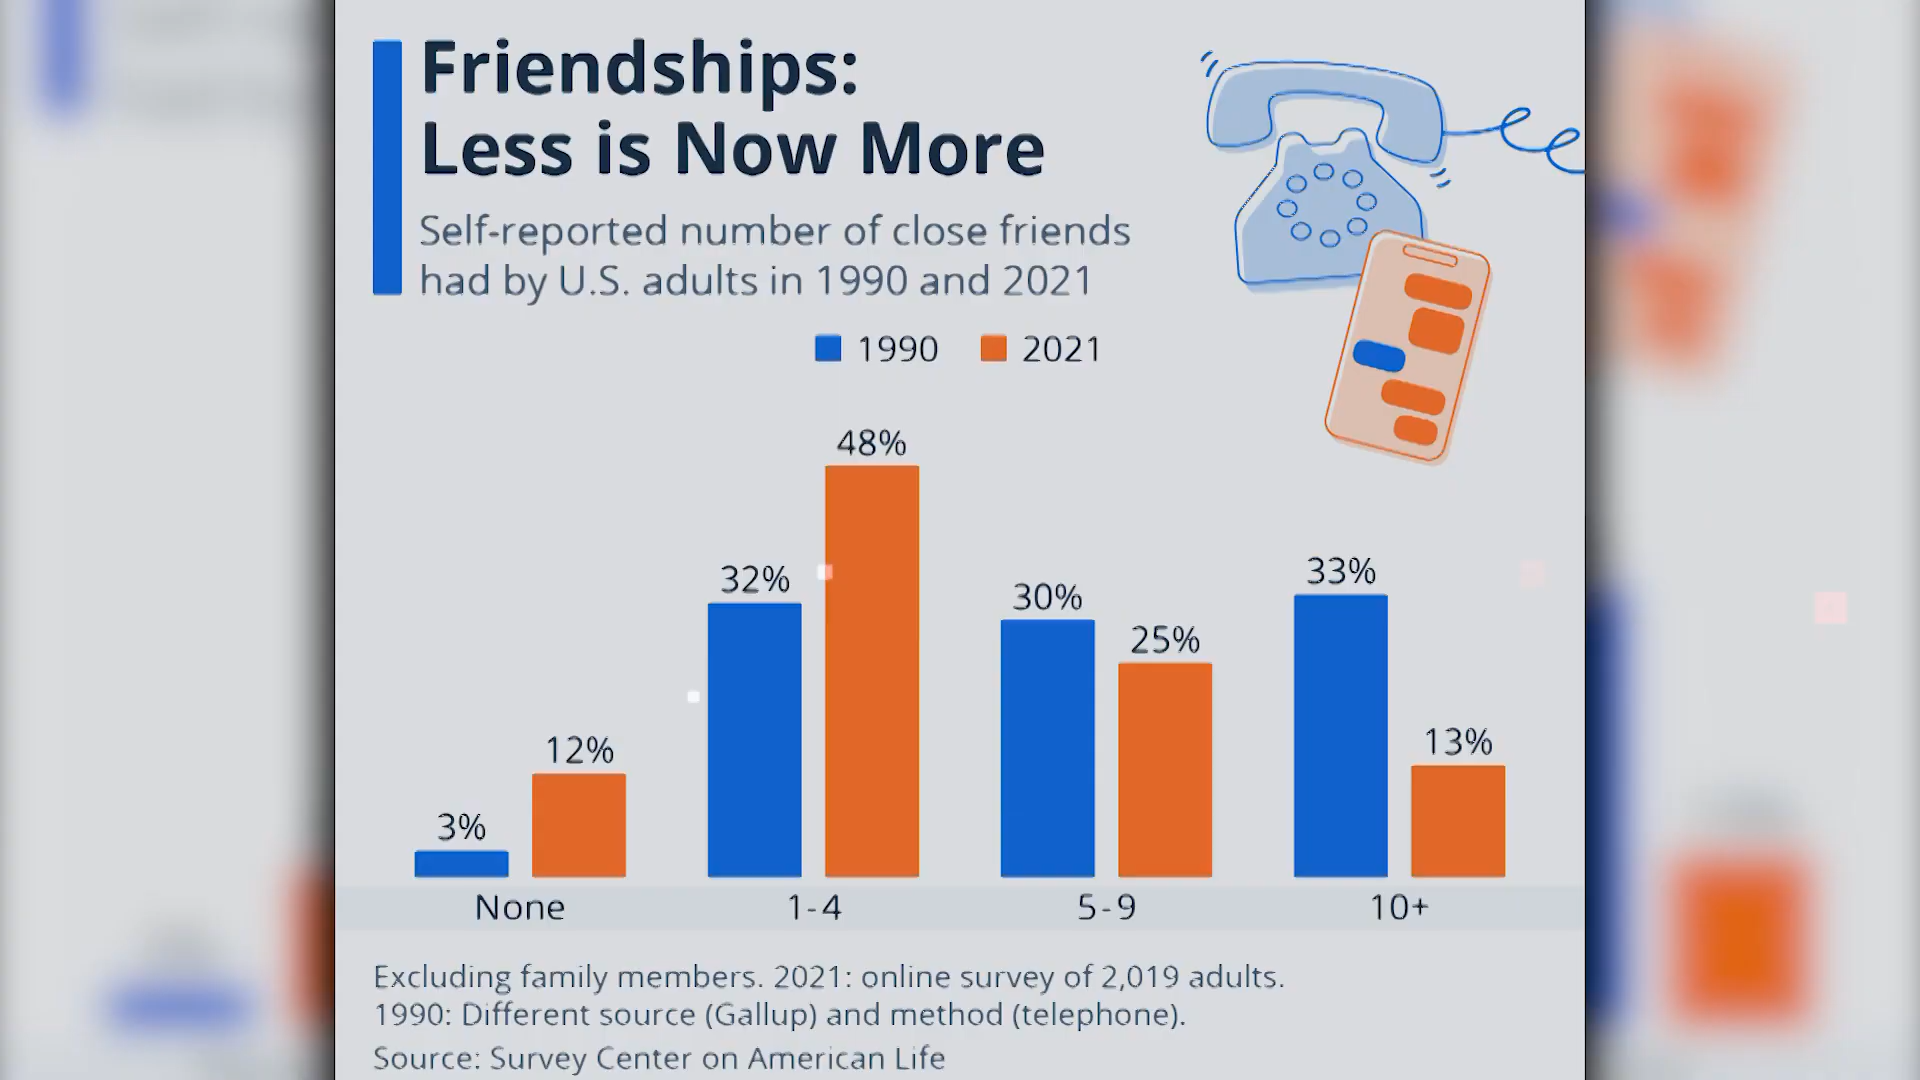 Friendships:
Less is Now More
Self-reported number of close friends
had by U.S. adults in 1990 and 2021
1990 2021
48%
32%
30%
33%
25%
12%
13%
3%
None 1-4 5-9 10+
Excluding family members. 2021: online survey of 2,019 adults.
1990: Different source (Gallup) and method (telephone).
Source: Survey Center on American Life